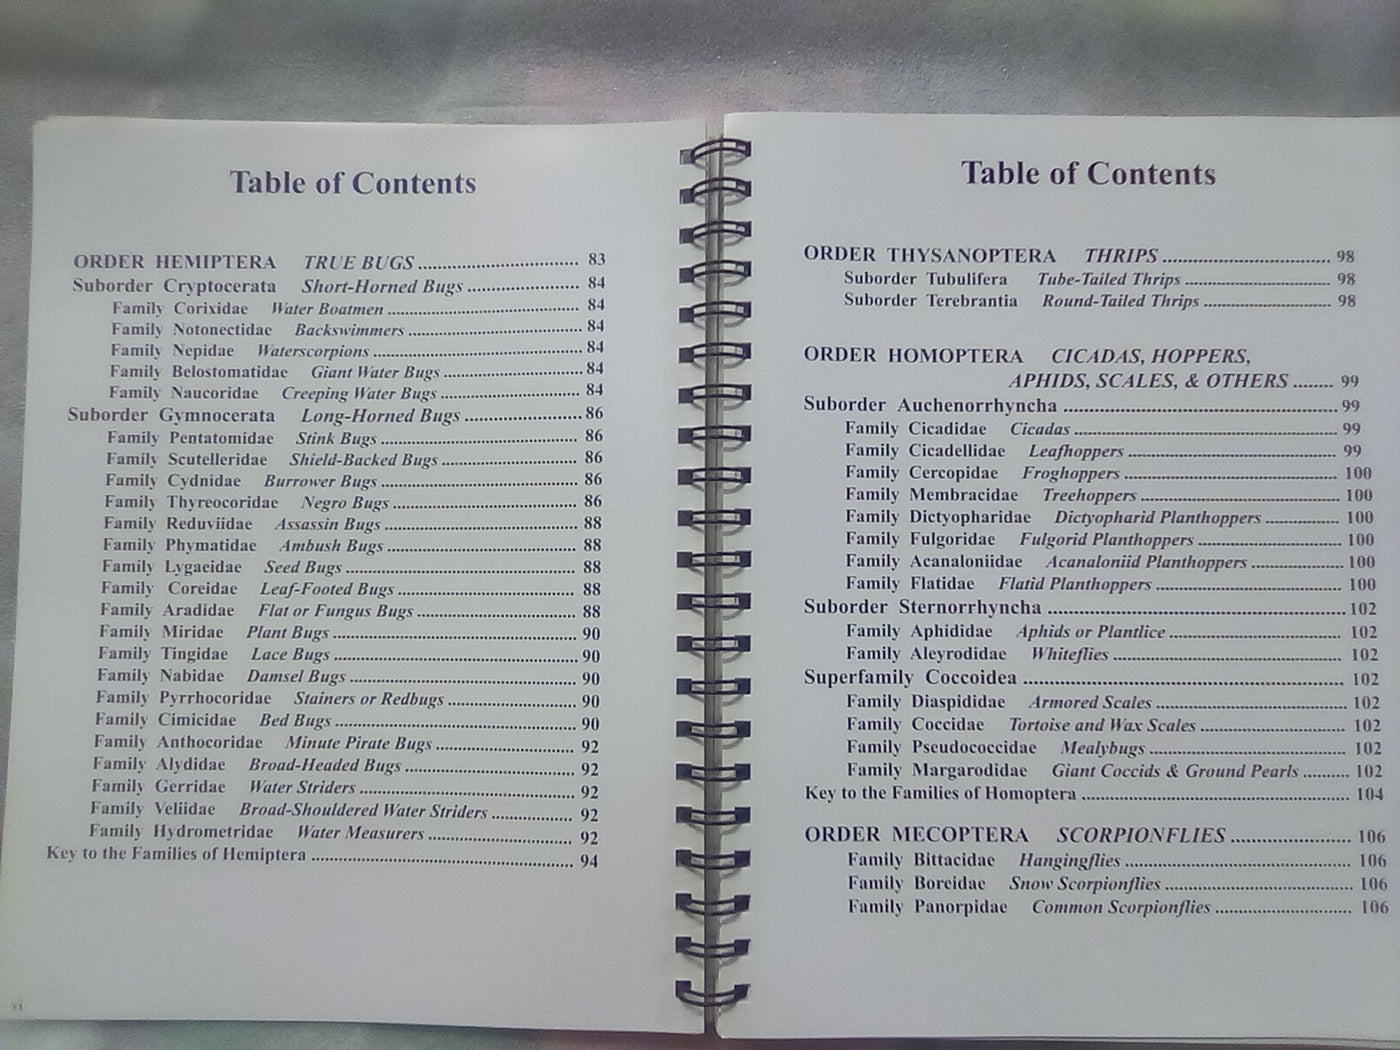 Table of Contents
ORDER HEMIPTERA TRUE BUGS ... 83
Suborder Cryptocerata Short-Horned Bugs ... 84
Family Corixidae Water Boatmen ... 84
Family Notonectidae Backswimmers ... 84
Family Nepidae Waterscorpions ... 84
Family Belostomatidae Giant Water Bugs ... 84
Family Naucoridae Creeping Water Bugs ... 84
Suborder Gymnocerata Long-Horned Bugs ... 86
Family Pentatomidae Stink Bugs ... 86
Family Scutelleridae Shield-Backed Bugs ... 86
Family Cydnidae Burrower Bugs ... 86
Family Thyreocoridae Negro Bugs ... 86
Family Reduviidae Assassin Bugs ... 88
Family Phymatidae Ambush Bugs ... 88
Family Lygaeidae Seed Bugs ... 88
Family Coreidae Leaf-Footed Bugs ... 88
Family Aradidae Flat or Fungus Bugs ... 88
Family Miridae Plant Bugs ... 90
Family Tingidae Lace Bugs ... 90
Family Nabidae Damsel Bugs ... 90
Family Pyrrhocoridae Stainers or Redbugs ... 90
Family Cimicidae Bed Bugs ... 90
Family Anthocoridae Minute Pirate Bugs ... 92
Family Alydidae Broad-Headed Bugs ... 92
Family Gerridae Water Striders ... 92
Family Veliidae Broad-Shouldered Water Striders ... 92
Family Hydrometridae Water Measurers ... 92
Key to the Families of Hemiptera ... 94
vi
Table of Contents
ORDER THYSANOPTERA THRIPS ... 98
Suborder Tubulifera Tube-Tailed Thrips ... 98
Suborder Terebrantia Round-Tailed Thrips ... 98
ORDER HOMOPTERA CICADAS, HOPPERS,
APHIDS, SCALES, & OTHERS ... 99
Suborder Auchenorrhyncha ... 99
Family Cicadidae Cicadas ... 99
Family Cicadellidae Leafhoppers ... 99
Family Cercopidae Froghoppers ... 100
Family Membracidae Treehoppers ... 100
Family Dictyopharidae Dictyopharid Planthoppers ... 100
Family Fulgoridae Fulgorid Planthoppers ... 100
Family Acanaloniidae Acanaloniid Planthoppers ... 100
Family Flatidae Flatid Planthoppers ... 100
Suborder Sternorrhyncha ... 102
Family Aphididae Aphids or Plantlice ... 102
Family Aleyrodidae Whiteflies ... 102
Superfamily Coccoidea ... 102
Family Diaspididae Armored Scales ... 102
Family Coccidae Tortoise and Wax Scales ... 102
Family Pseudococcidae Mealybugs ... 102
Family Margarodidae Giant Coccids & Ground Pearls ... 102
Key to the Families of Homoptera ... 104
ORDER MECOPTERA SCORPIONFLIES ... 106
Family Bittacidae Hangingflies ... 106
Family Boreidae Snow Scorpionflies ... 106
Family Panorpidae Common Scorpionflies ... 106